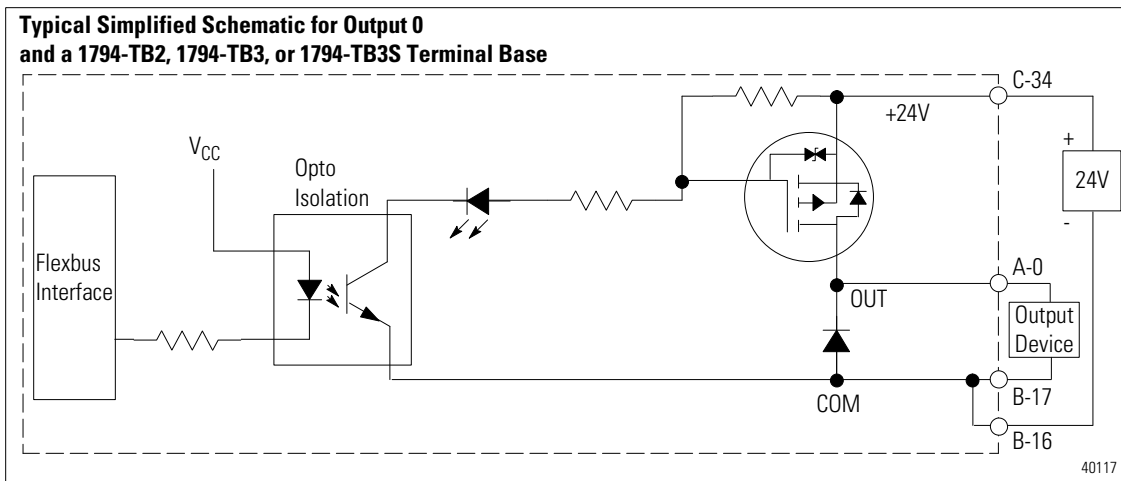 Typical Simplified Schematic for Output 0
and a 1794-TB2, 1794-TB3, or 1794-TB3S Terminal Base
C-34
+24V
+
24V
-
VCC
Opto
Isolation
Flexbus
Interface
A-0
OUT
Output
Device
B-17
COM
B-16
40117